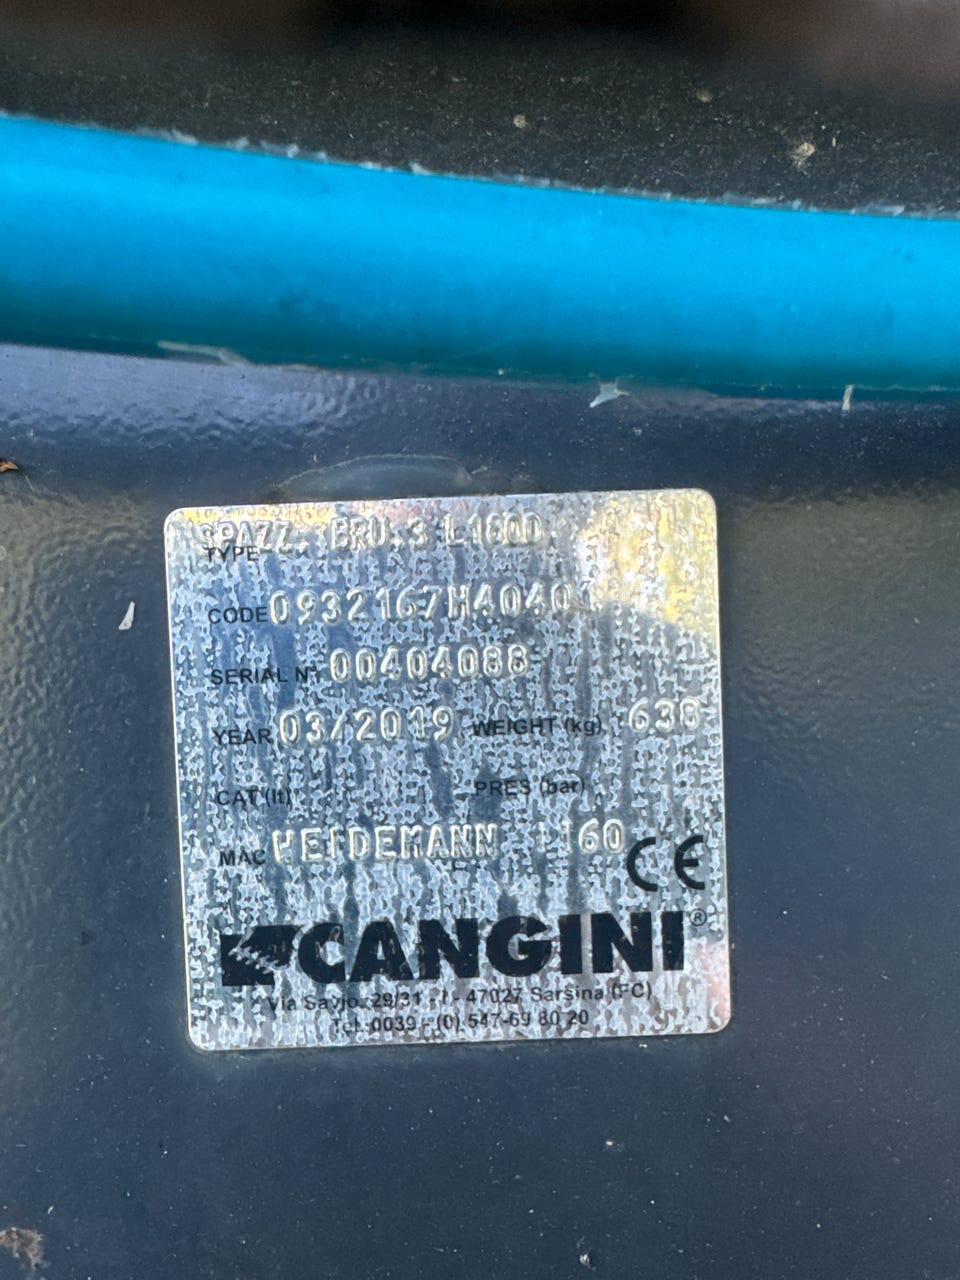 SPAZZ. BRU.3 L1600
TYPE
CODE 0932167H4040
SERIAL N° 00404088
YEAR 03/2019 WEIGHT (kg) 638
CAT (lt) PRES (bar)
MAC WEIDEMANN 160
CE
CANGINI®
Via Savio, 29/31 - I - 47027 Sarsina (FC)
Tel. 0039 - (0) 547-69 80 20